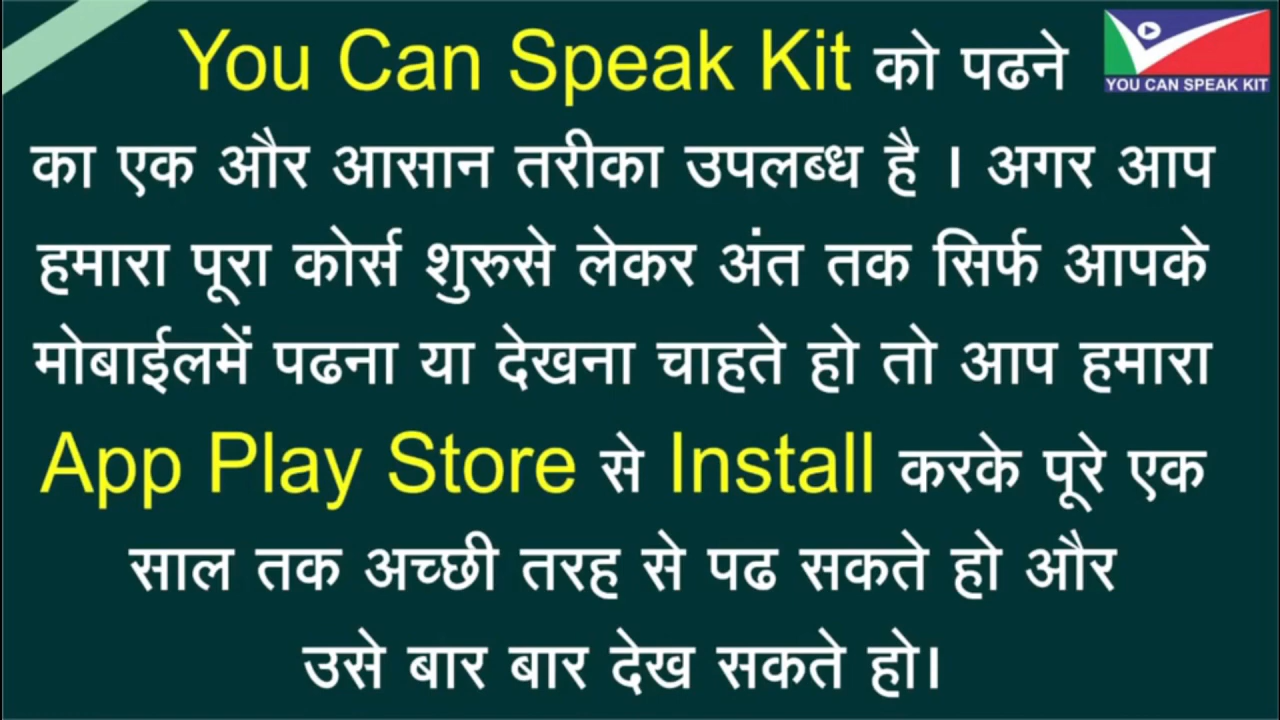 You Can Speak Kit को पढने
YOU CAN SPEAK KIT
का एक और आसान तरीका उपलब्ध है । अगर आप
हमारा पूरा कोर्स शुरुसे लेकर अंत तक सिर्फ आपके
मोबाईलमें पढना या देखना चाहते हो तो आप हमारा
App Play Store से Install करके पूरे एक
साल तक अच्छी तरह से पढ सकते हो और
उसे बार बार देख सकते हो।